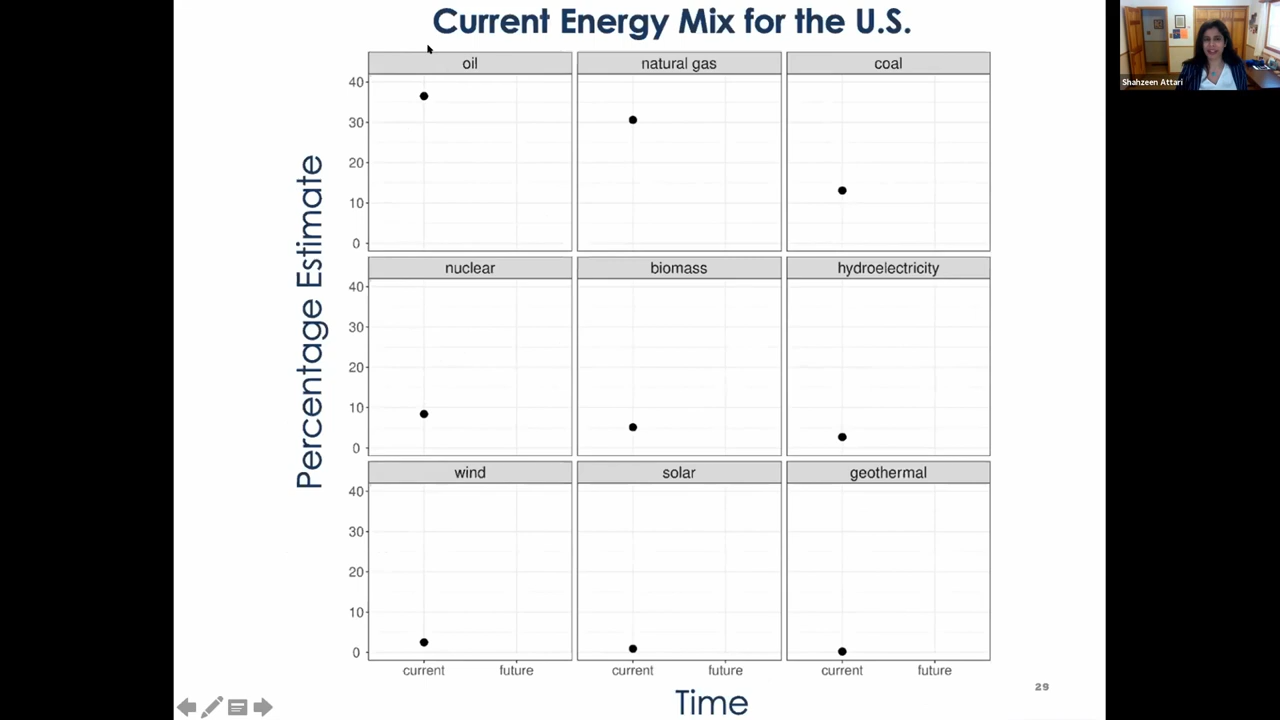 Current Energy Mix for the U.S.
Shahzeen Attari
Percentage Estimate
oil
natural gas
coal
40
30
20
10
0
nuclear
biomass
hydroelectricity
40
30
20
10
0
wind
solar
geothermal
40
30
20
10
0
current
future
current
future
current
future
Time
29